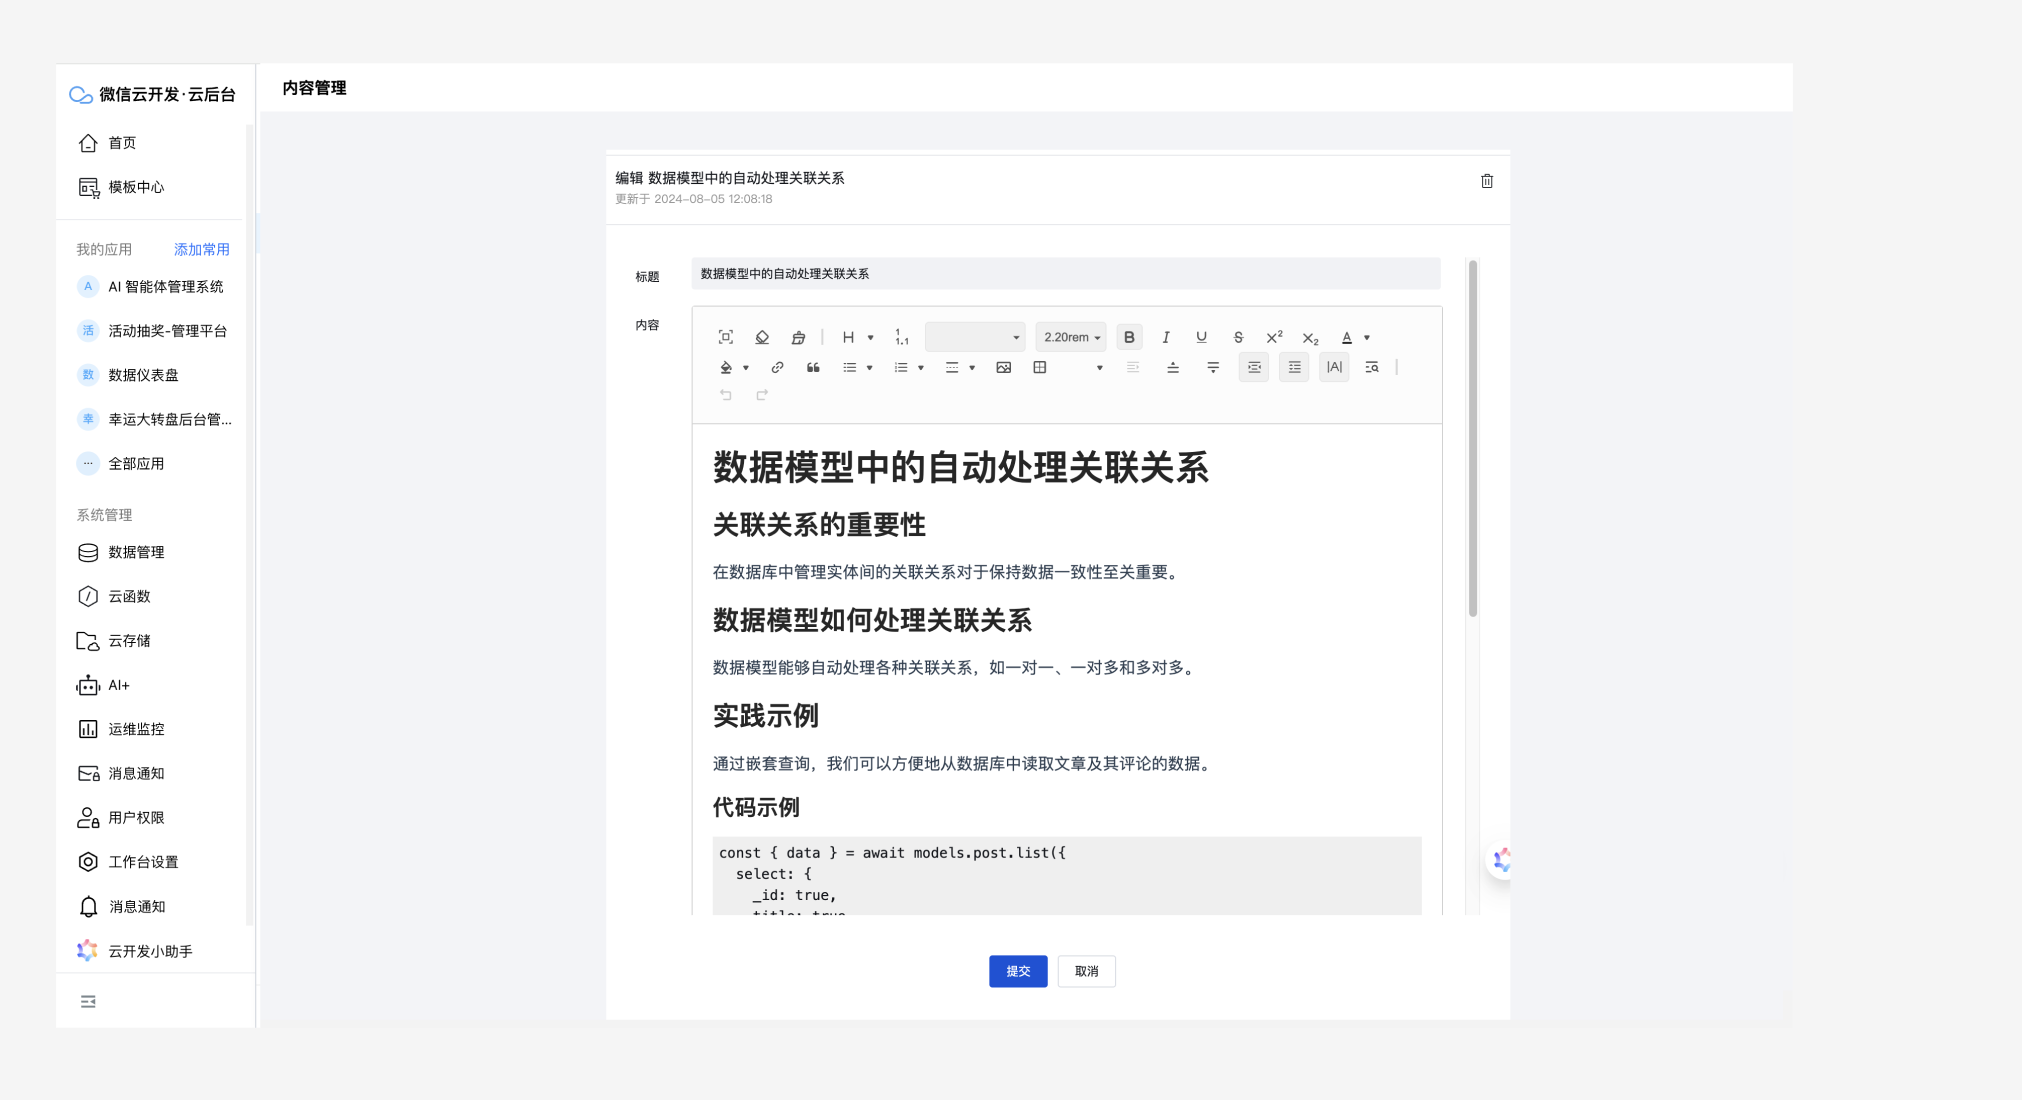 微信云开发·云后台
首页
模板中心
我的应用 添加常用
A AI 智能体管理系统
活 活动抽奖-管理平台
数 数据仪表盘
幸 幸运大转盘后台管...
... 全部应用
系统管理
数据管理
云函数
云存储
AI+
运维监控
消息通知
用户权限
工作台设置
消息通知
云开发小助手
内容管理
编辑 数据模型中的自动处理关联关系
更新于 2024-08-05 12:08:18
标题 数据模型中的自动处理关联关系
内容
H 1 1.1 2.20rem B I U S X² X₂ A
|A|
数据模型中的自动处理关联关系
关联关系的重要性
在数据库中管理实体间的关联关系对于保持数据一致性至关重要。
数据模型如何处理关联关系
数据模型能够自动处理各种关联关系，如一对一、一对多和多对多。
实践示例
通过嵌套查询，我们可以方便地从数据库中读取文章及其评论的数据。
代码示例
const { data } = await models.post.list({
select: {
_id: true,
title: true
提交 取消